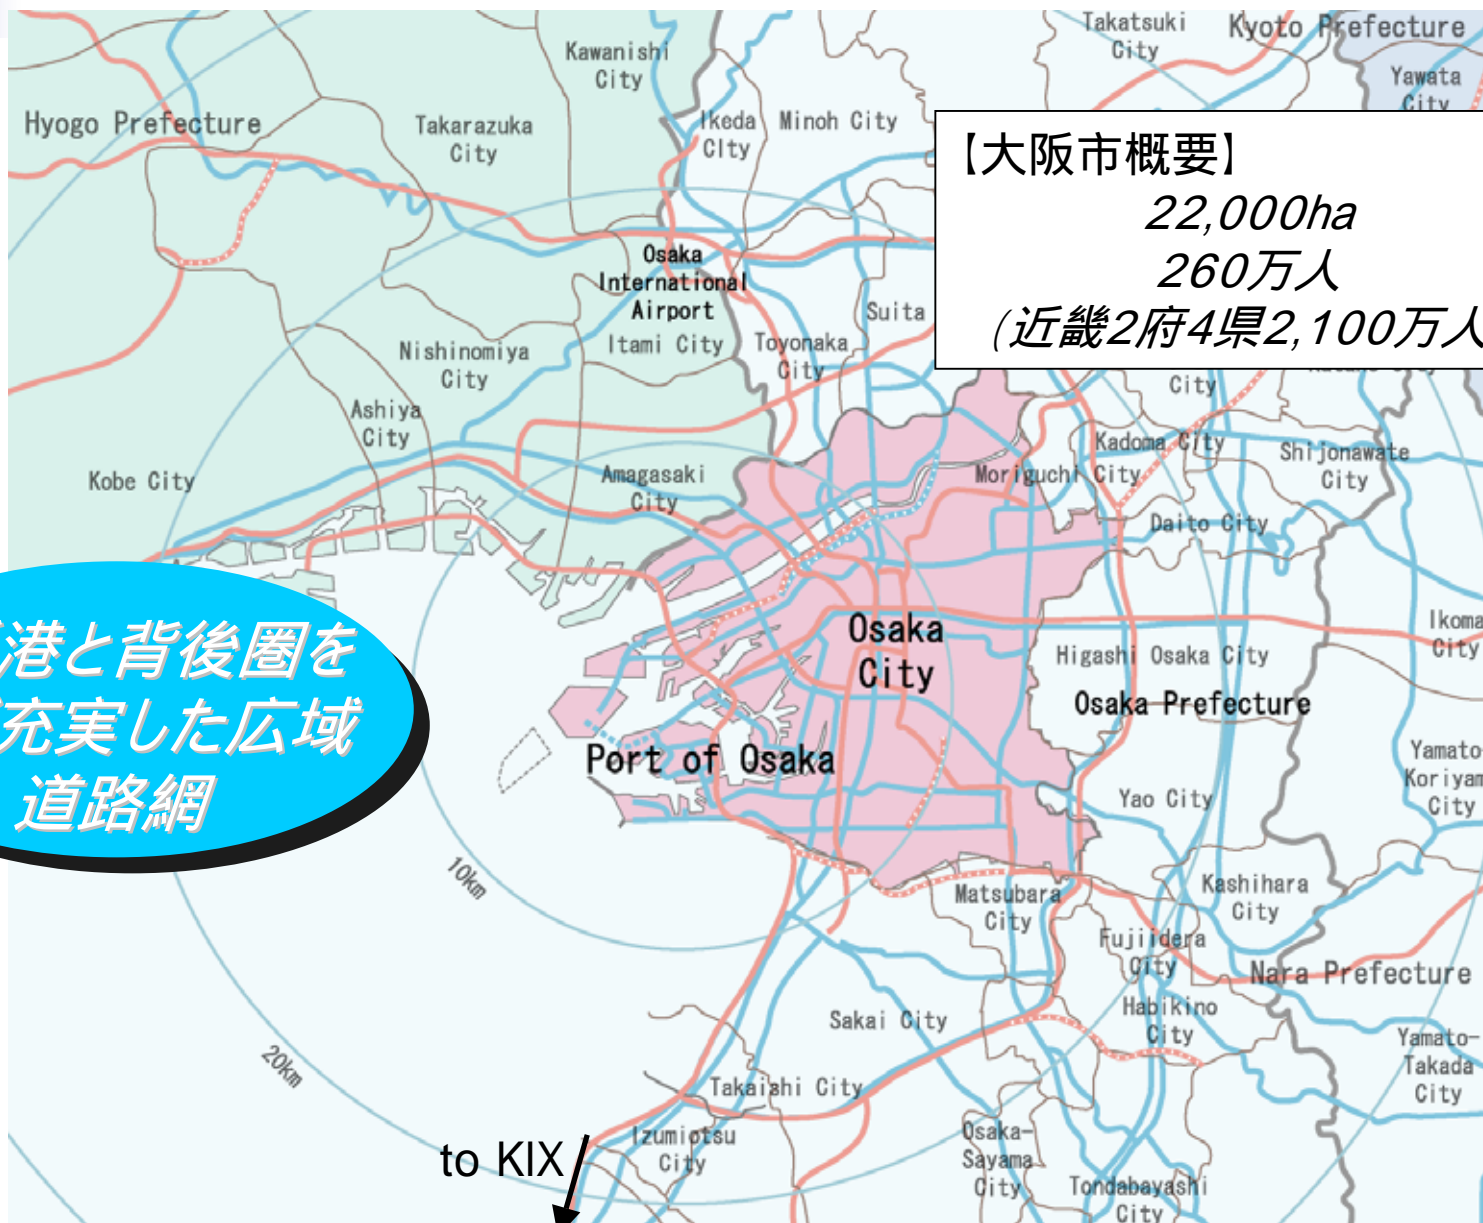 Takatsuki
City
Kyoto Prefecture
Kawanishi
City
Yawata
City
Hyogo Prefecture
Takarazuka
City
Ikeda
CIty
Minoh City
【大阪市概要】
22,000ha
260万人
(近畿2府4県2,100万人
Osaka
International
Airport
Itami City
Suita
Toyonaka
City
Nishinomiya
City
City
Ashiya
City
Kadoma City
Shijonawate
City
Kobe City
Amagasaki
City
Moriguchi City
Daito City
港と背後圏を
充実した広域
道路網
Osaka
City
Ikoma
City
Higashi Osaka City
Osaka Prefecture
Port of Osaka
Yamato-
Koriyam
City
Yao City
10km
Matsubara
City
Kashihara
City
Fujiidera
City
Nara Prefecture
Sakai City
Habikino
City
20km
Yamato-
Takada
City
Takaishi City
to KIX
Izumiotsu
City
Osaka-
Sayama
City
Tondabayashi
City